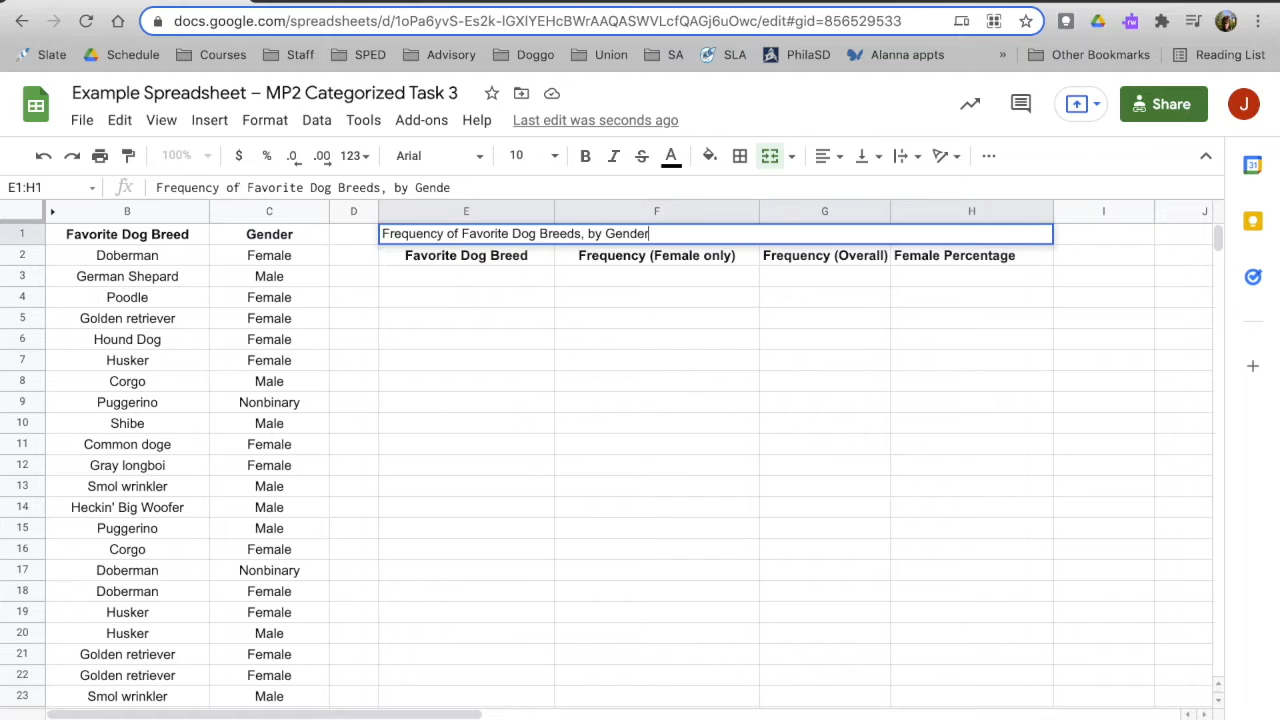 docs.google.com/spreadsheets/d/1oPa6yvS-Es2k-IGXlYEHcBWrAAQASWVLcfQAGj6uOwc/edit#gid=856529533
Slate Schedule Courses Staff SPED Advisory Doggo Union SA SLA PhilaSD Alanna appts » Other Bookmarks Reading List
Example Spreadsheet – MP2 Categorized Task 3
File Edit View Insert Format Data Tools Add-ons Help Last edit was seconds ago
Share J
100% $ % .0 .00 123 Arial 10 B I S A
E1:H1 fx Frequency of Favorite Dog Breeds, by Gende
B C D E F G H I J
1 Favorite Dog Breed Gender Frequency of Favorite Dog Breeds, by Gender
2 Doberman Female Favorite Dog Breed Frequency (Female only) Frequency (Overall) Female Percentage
3 German Shepard Male
4 Poodle Female
5 Golden retriever Female
6 Hound Dog Female
7 Husker Female
8 Corgo Male
9 Puggerino Nonbinary
10 Shibe Male
11 Common doge Female
12 Gray longboi Female
13 Smol wrinkler Male
14 Heckin' Big Woofer Male
15 Puggerino Male
16 Corgo Female
17 Doberman Nonbinary
18 Doberman Female
19 Husker Female
20 Husker Male
21 Golden retriever Female
22 Golden retriever Female
23 Smol wrinkler Male
31